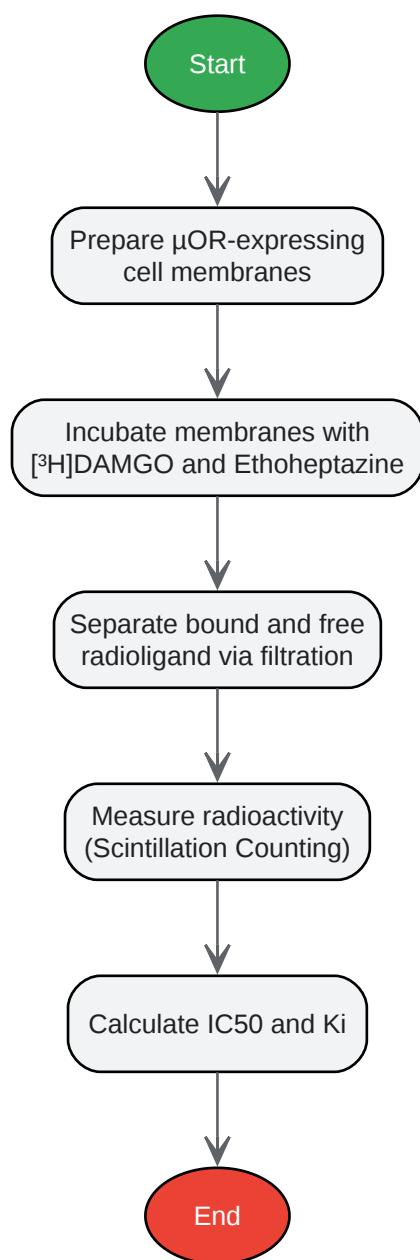 Start
Prepare µOR-expressing
cell membranes
Incubate membranes with
[³H]DAMGO and Ethoheptazine
Separate bound and free
radioligand via filtration
Measure radioactivity
(Scintillation Counting)
Calculate IC50 and Ki
End